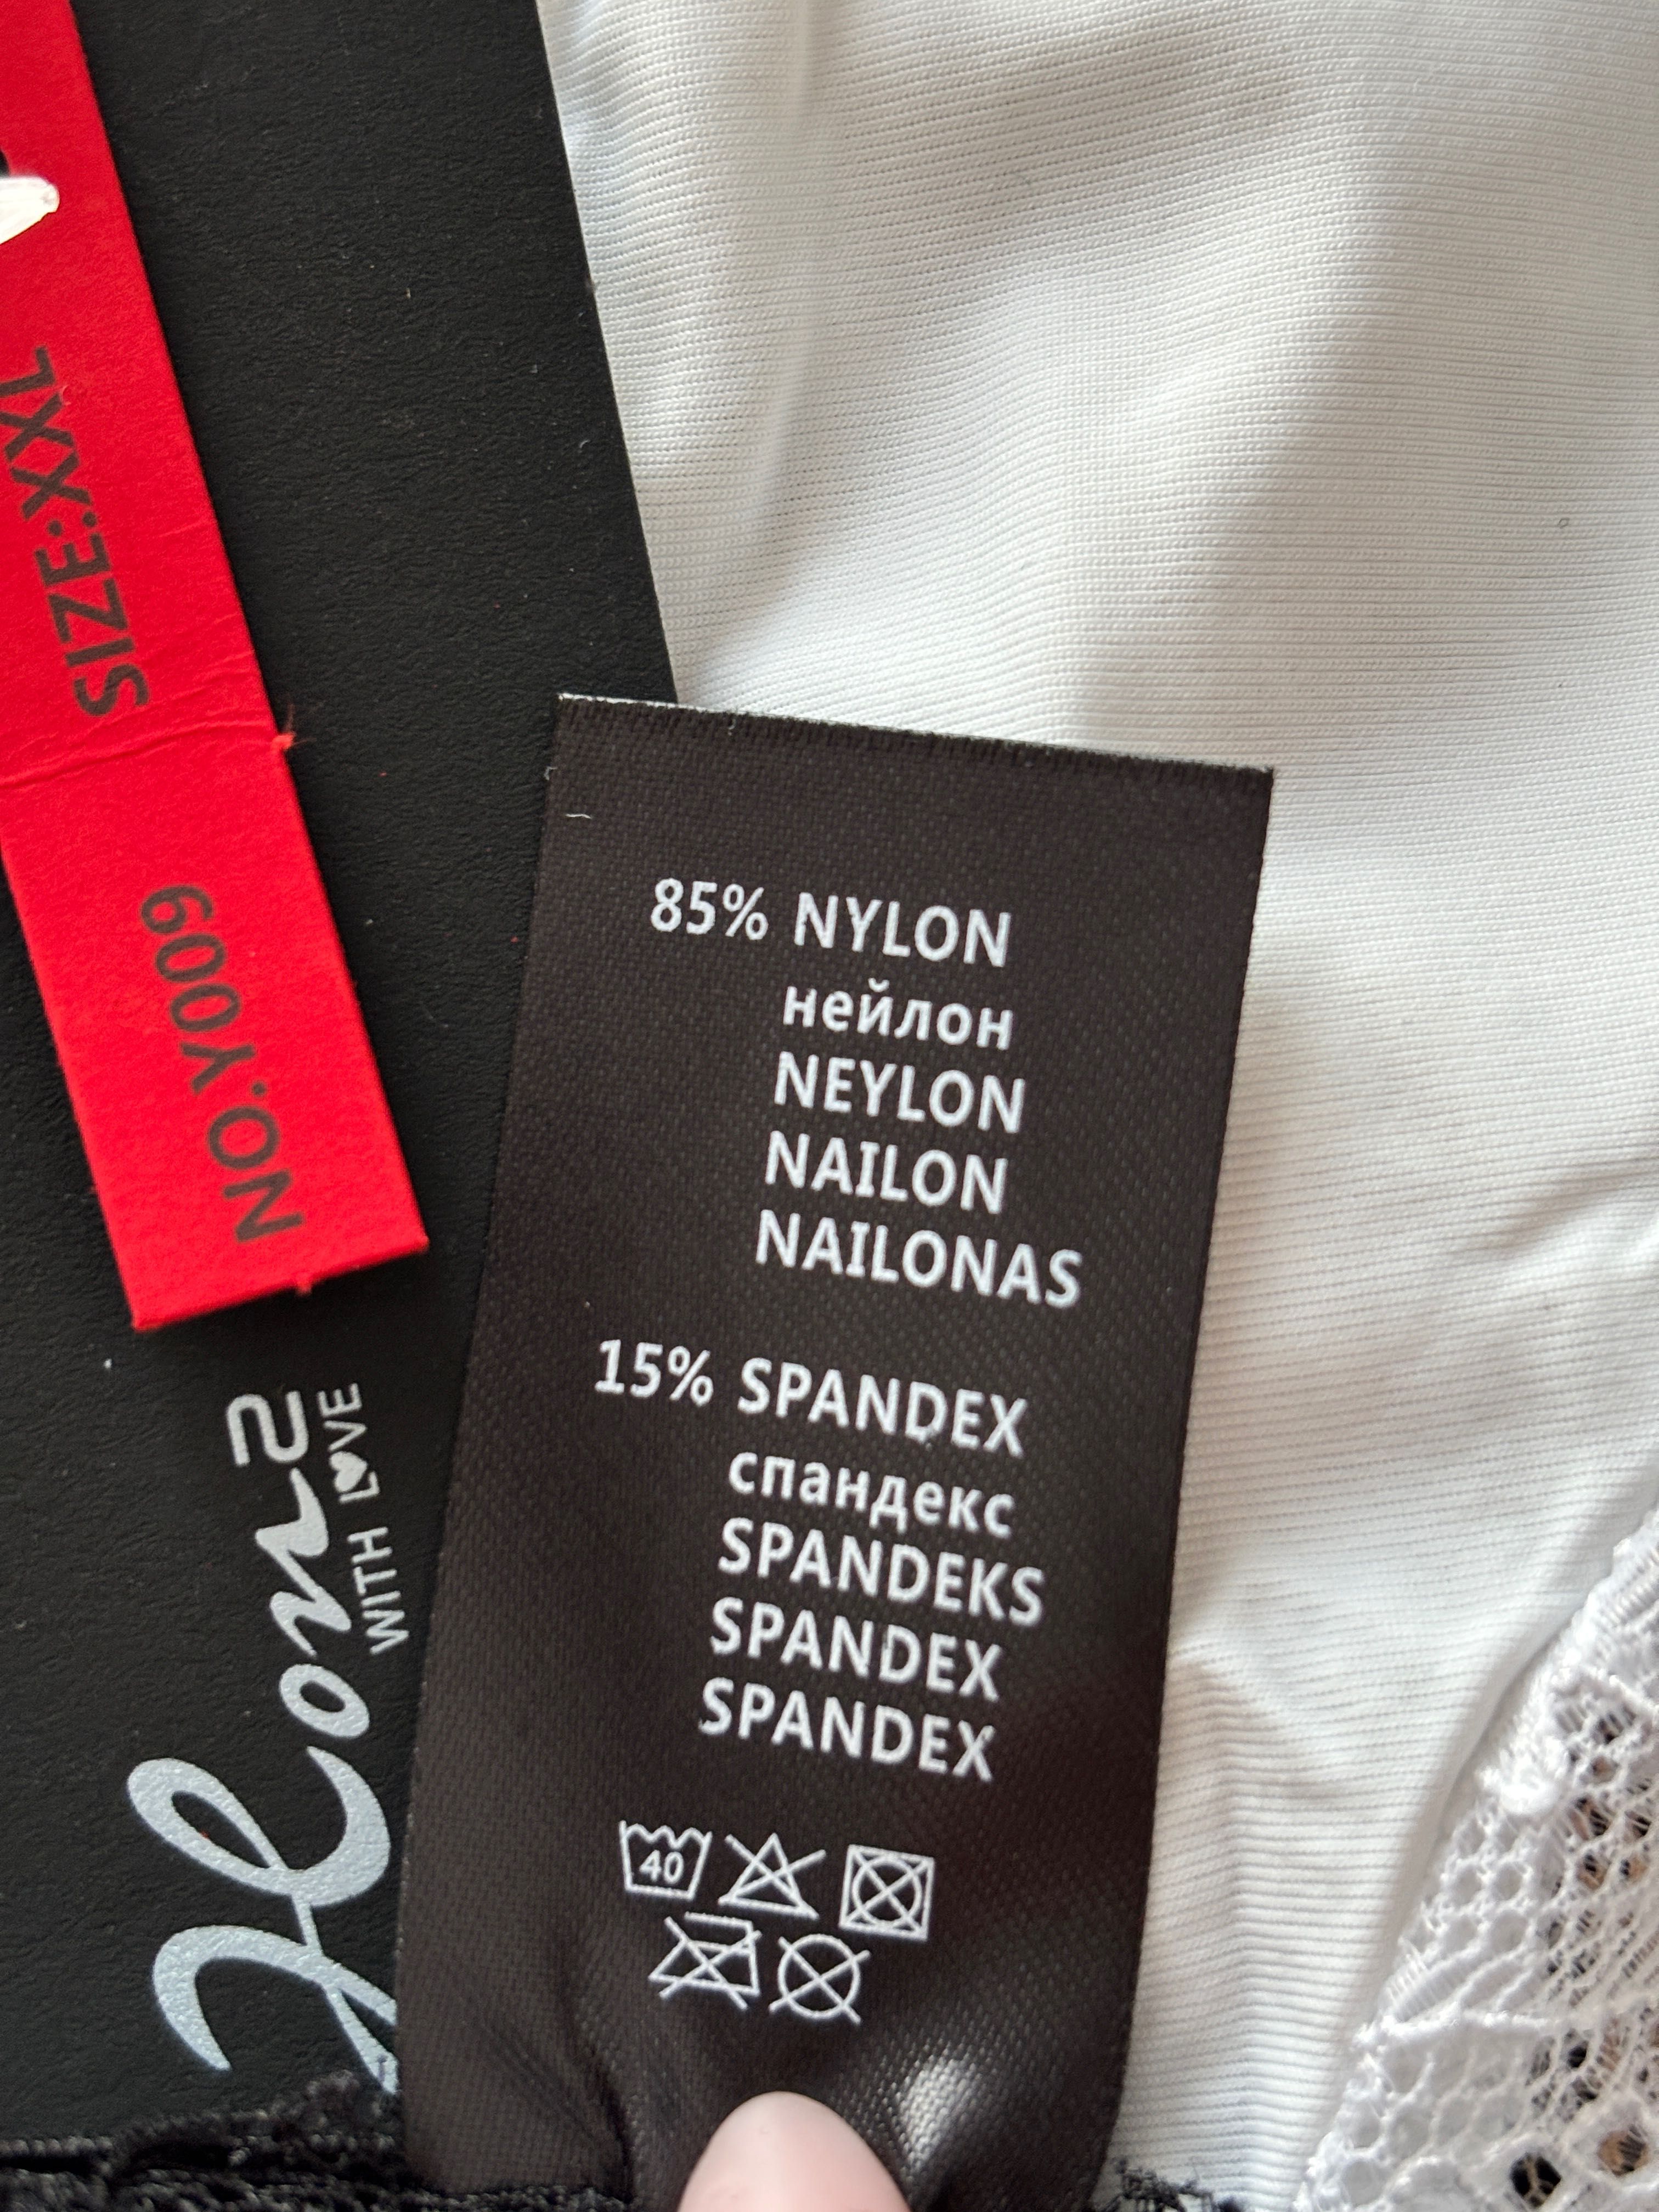 SIZE:XXL
NO.Y009
WITH LOVE
85% NYLON
нейлон
NEYLON
NAILON
NAILONAS
15% SPANDEX
спандекс
SPANDEKS
SPANDEX
SPANDEX
40